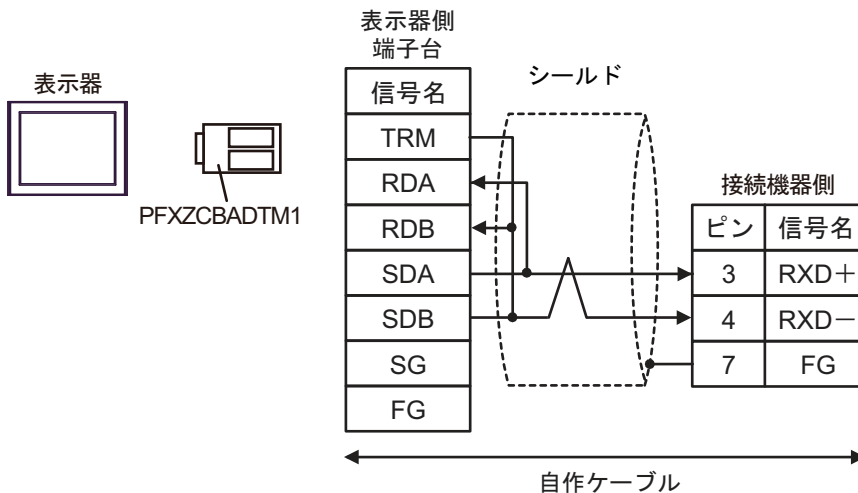 表示器
PFXZCBADTM1
表示器側
端子台
信号名
TRM
RDA
RDB
SDA
SDB
SG
FG
シールド
接続機器側
ピン 信号名
3 RXD＋
4 RXD－
7 FG
自作ケーブル